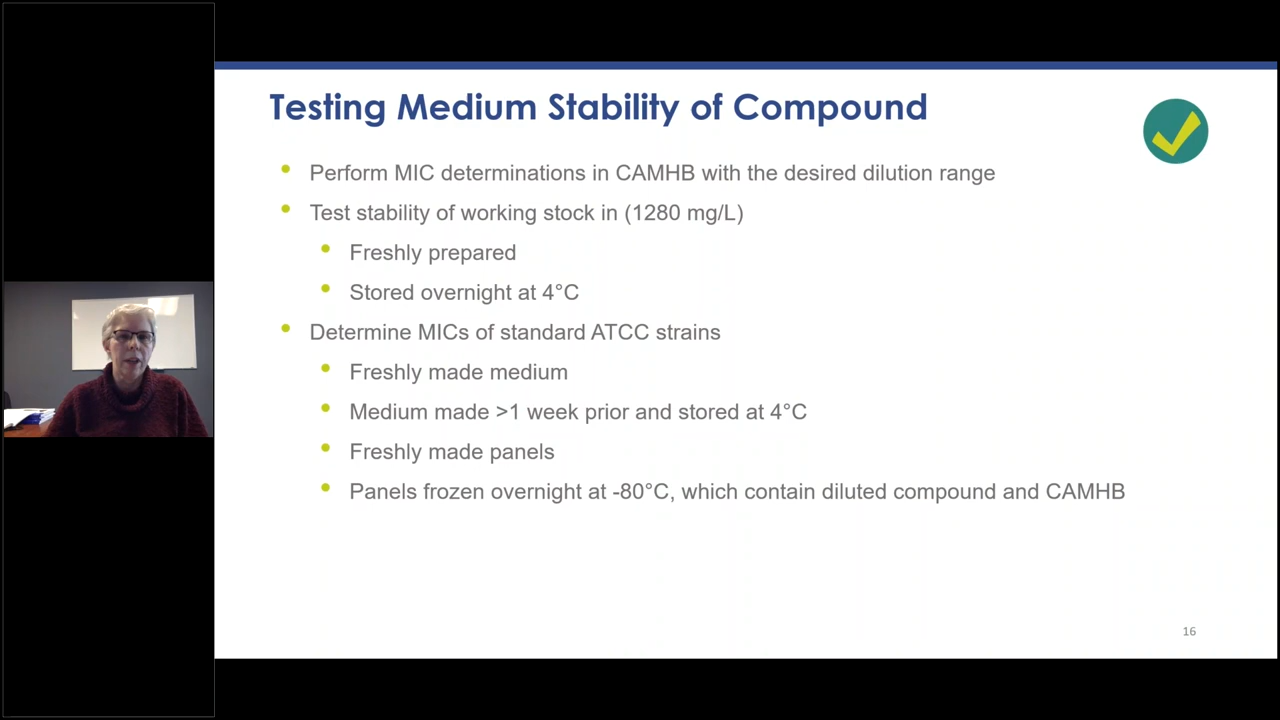 Testing Medium Stability of Compound
Perform MIC determinations in CAMHB with the desired dilution range
Test stability of working stock in (1280 mg/L)
Freshly prepared
Stored overnight at 4°C
Determine MICs of standard ATCC strains
Freshly made medium
Medium made >1 week prior and stored at 4°C
Freshly made panels
Panels frozen overnight at -80°C, which contain diluted compound and CAMHB
16